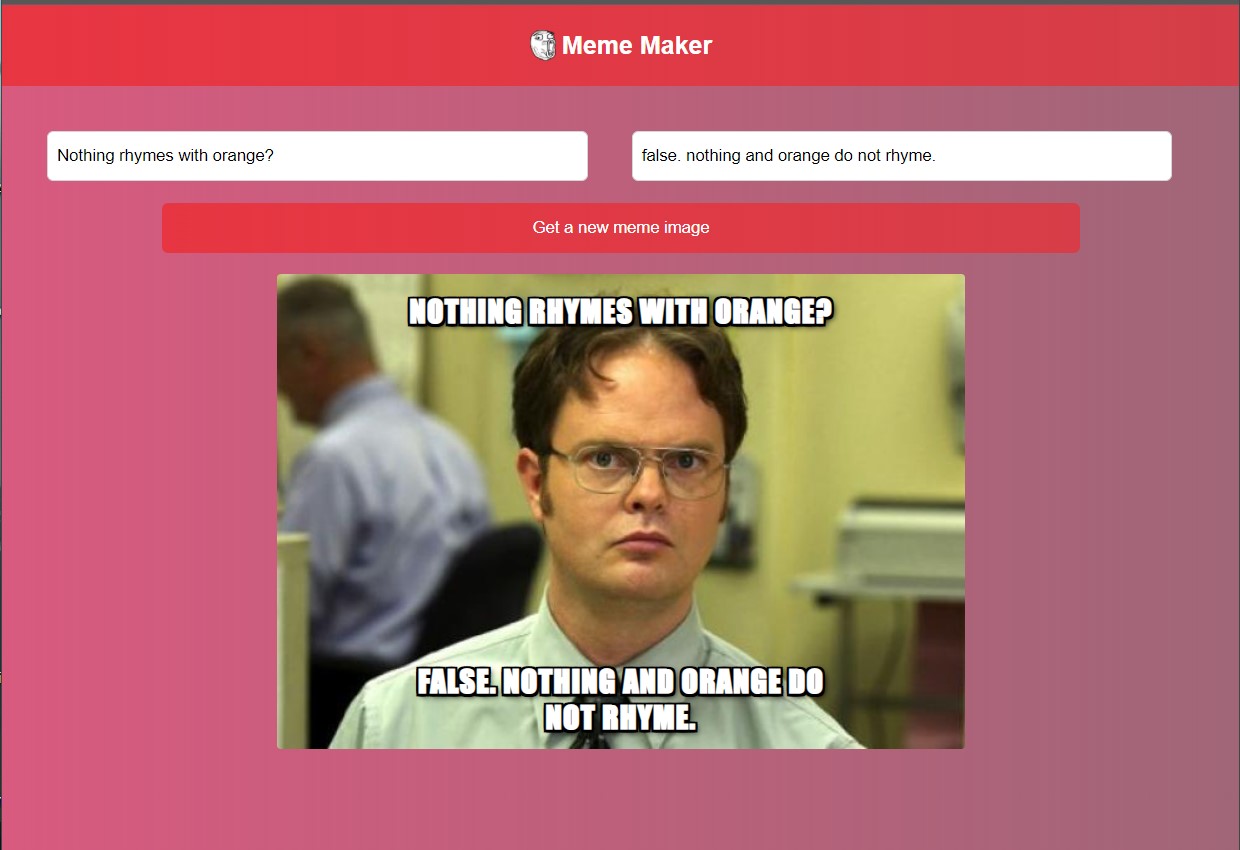 Meme Maker
Nothing rhymes with orange?
false. nothing and orange do not rhyme.
Get a new meme image
NOTHING RHYMES WITH ORANGE?
FALSE. NOTHING AND ORANGE DO
NOT RHYME.